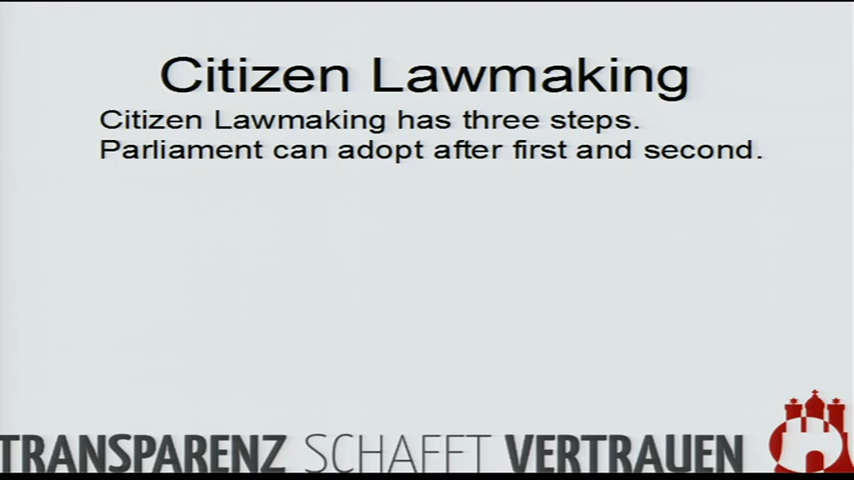 Citizen Lawmaking
Citizen Lawmaking has three steps.
Parliament can adopt after first and second.
TRANSPARENZ SCHAFFT VERTRAUEN